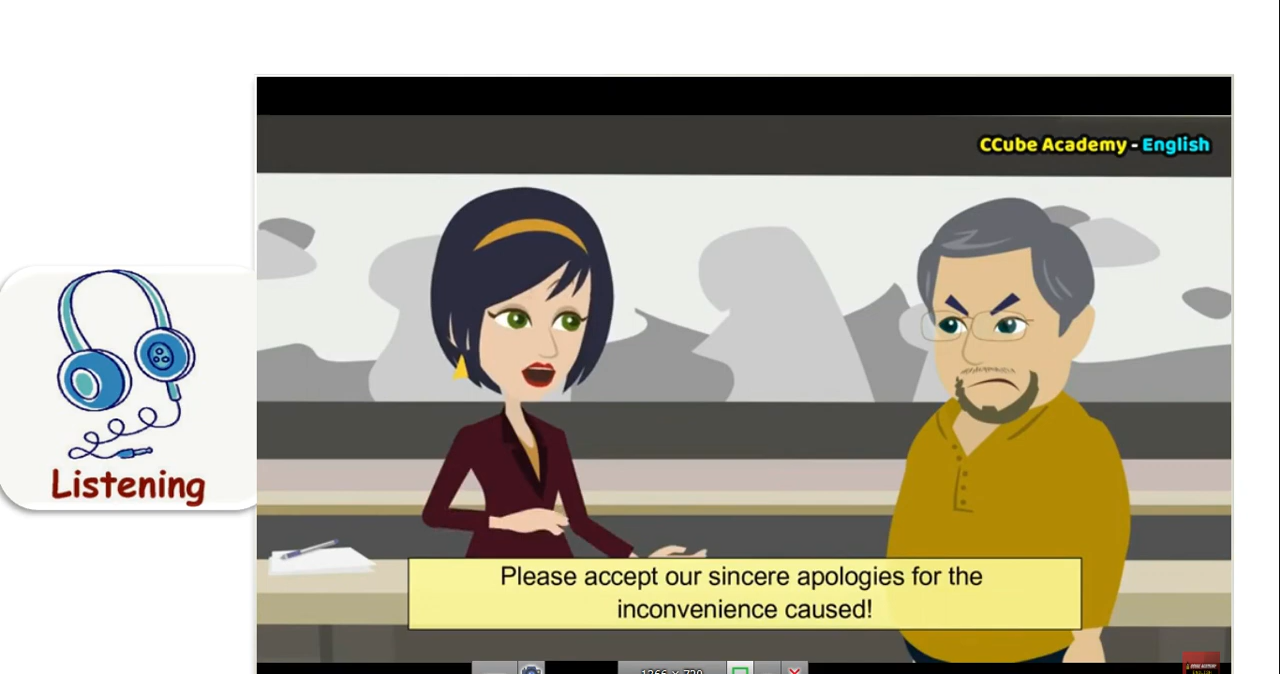 CCube Academy - English
Listening
Please accept our sincere apologies for the
inconvenience caused!